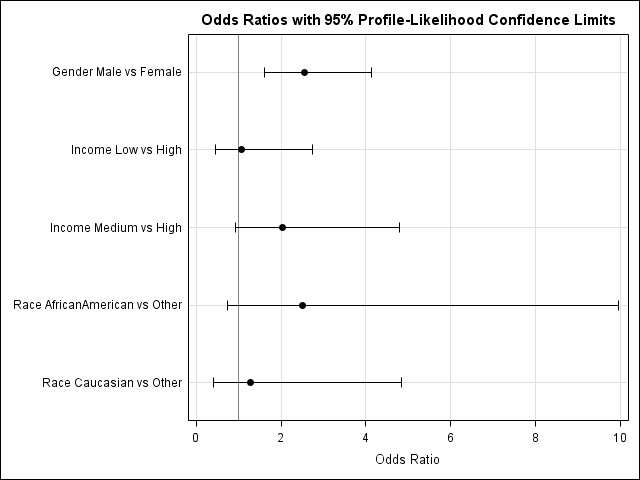 Odds Ratios with 95% Profile-Likelihood Confidence Limits
Gender Male vs Female
Income Low vs High
Income Medium vs High
Race AfricanAmerican vs Other
Race Caucasian vs Other
0 2 4 6 8 10
Odds Ratio